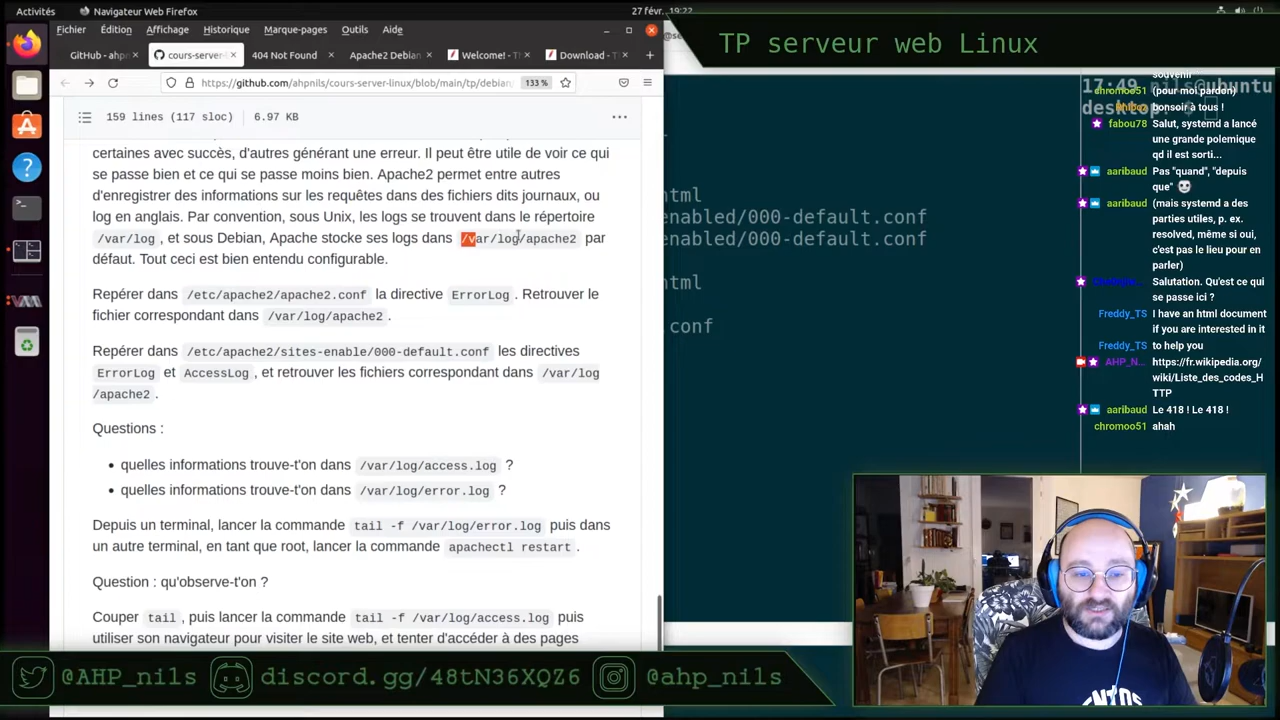 Activités
Navigateur Web Firefox
27 févr. 19:22
Fichier Édition Affichage Historique Marque-pages Outils Aide
GitHub - ahpn
cours-server-
404 Not Found
Apache2 Debian
Welcome! - T
Download - T
https://github.com/ahpnils/cours-server-linux/blob/main/tp/debian
133 %
159 lines (117 sloc) 6.97 KB
certaines avec succès, d'autres générant une erreur. Il peut être utile de voir ce qui
se passe bien et ce qui se passe moins bien. Apache2 permet entre autres
d'enregistrer des informations sur les requêtes dans des fichiers dits journaux, ou
log en anglais. Par convention, sous Unix, les logs se trouvent dans le répertoire
/var/log , et sous Debian, Apache stocke ses logs dans /var/log/apache2 par
défaut. Tout ceci est bien entendu configurable.
Repérer dans /etc/apache2/apache2.conf la directive ErrorLog . Retrouver le
fichier correspondant dans /var/log/apache2 .
Repérer dans /etc/apache2/sites-enable/000-default.conf les directives
ErrorLog et AccessLog , et retrouver les fichiers correspondant dans /var/log
/apache2 .
Questions :
• quelles informations trouve-t'on dans /var/log/access.log ?
• quelles informations trouve-t'on dans /var/log/error.log ?
Depuis un terminal, lancer la commande tail -f /var/log/error.log puis dans
un autre terminal, en tant que root, lancer la commande apachectl restart .
Question : qu'observe-t'on ?
Couper tail , puis lancer la commande tail -f /var/log/access.log puis
utiliser son navigateur pour visiter le site web, et tenter d'accéder à des pages
TP serveur web Linux
html
enabled/000-default.conf
enabled/000-default.conf
html
.conf
17:49 nils@ubuntu
desktop
souvenir
chromoo51 (pour moi pardon)
bonsoir à tous !
fabou78 Salut, systemd a lancé
une grande polemique
qd il est sorti...
aaribaud Pas "quand", "depuis
que"
aaribaud (mais systemd a des
parties utiles, p. ex.
resolved, même si oui,
c'est pas le lieu pour en
parler)
Salutation. Qu'est ce qui
se passe ici ?
Freddy_TS I have an html document
if you are interested in it
Freddy_TS to help you
AHP_N... https://fr.wikipedia.org/
wiki/Liste_des_codes_H
TTP
aaribaud Le 418 ! Le 418 !
chromoo51 ahah
@AHP_nils
discord.gg/48tN36XQZ6
@ahp_nils